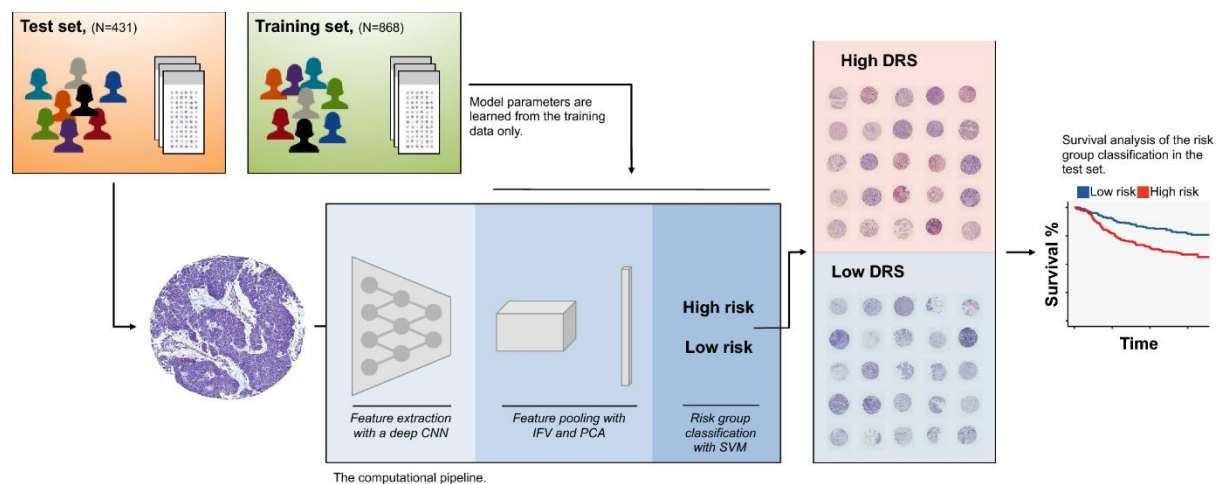 Test set, (N=431)
Training set, (N=868)
Model parameters are
learned from the training
data only.
High risk
Low risk
Feature extraction
with a deep CNN
Feature pooling with
IFV and PCA
Risk group
classification
with SVM
The computational pipeline.
High DRS
Low DRS
Survival analysis of the risk
group classification in the
test set.
Low risk High risk
Survival %
Time